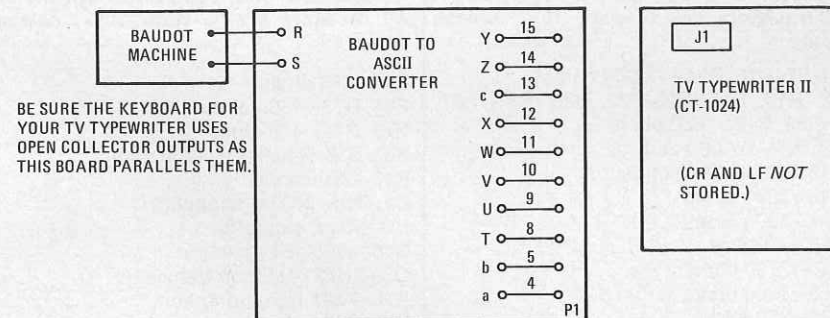 BAUDOT
MACHINE
R
S
BE SURE THE KEYBOARD FOR
YOUR TV TYPEWRITER USES
OPEN COLLECTOR OUTPUTS AS
THIS BOARD PARALLELS THEM.
BAUDOT TO
ASCII
CONVERTER
Y 15
Z 14
c 13
X 12
W 11
V 10
U 9
T 8
b 5
a 4
P1
J1
TV TYPEWRITER II
(CT-1024)
(CR AND LF NOT
STORED.)